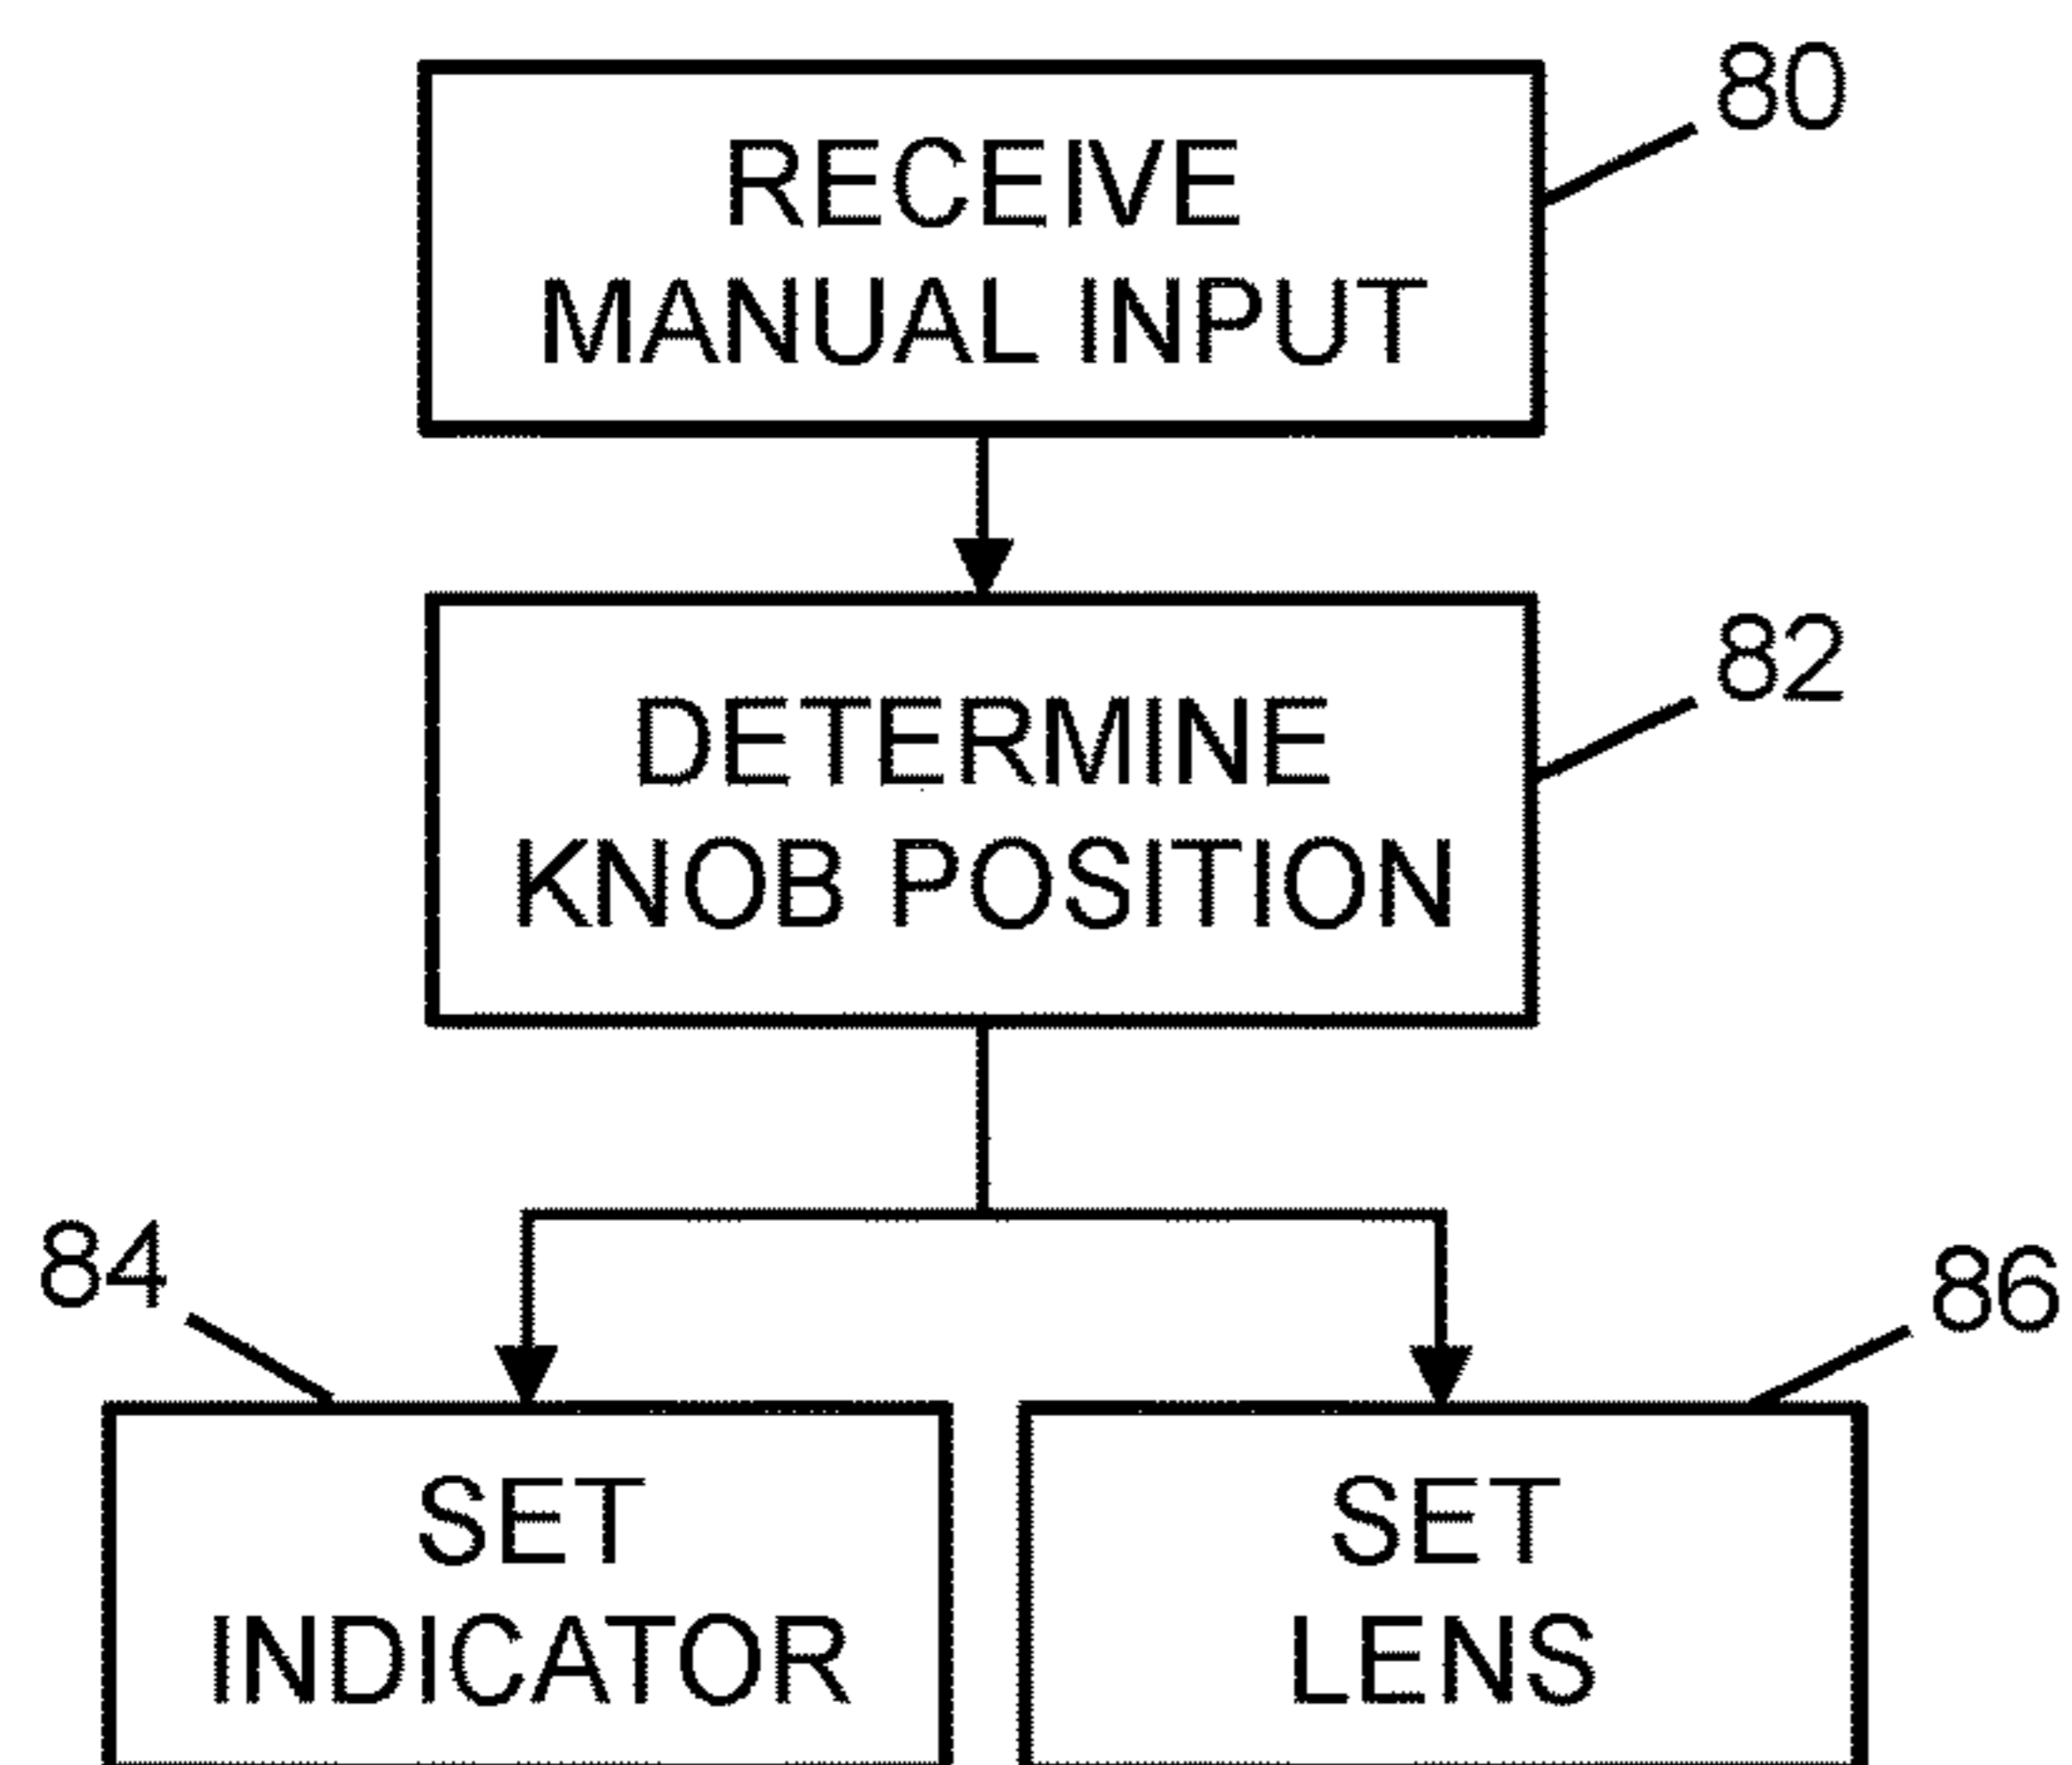 80
RECEIVE
MANUAL INPUT
82
DETERMINE
KNOB POSITION
84
86
SET
INDICATOR
SET
LENS